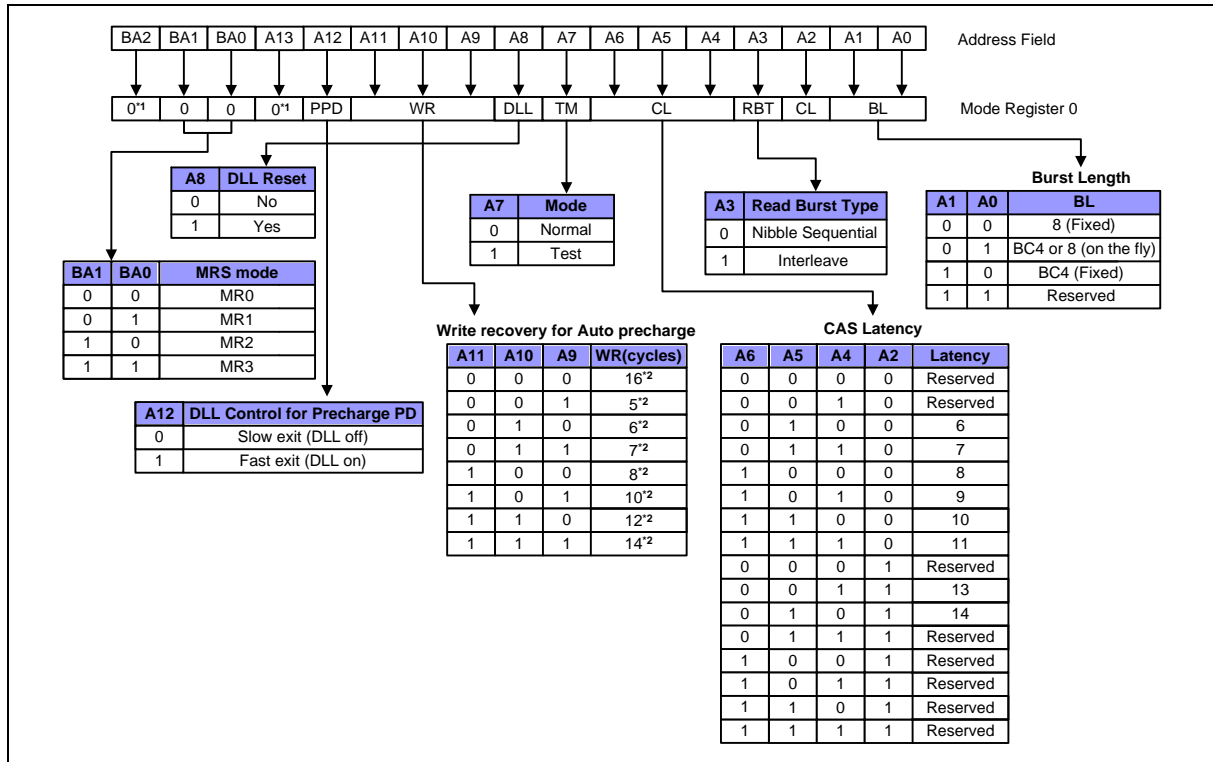 BA2 BA1 BA0 A13 A12 A11 A10 A9 A8 A7 A6 A5 A4 A3 A2 A1 A0 Address Field
0*1 0 0 0*1 PPD WR DLL TM CL RBT CL BL Mode Register 0
A8 DLL Reset
0 No
1 Yes
A7 Mode
0 Normal
1 Test
A3 Read Burst Type
0 Nibble Sequential
1 Interleave
Burst Length
A1 A0 BL
0 0 8 (Fixed)
0 1 BC4 or 8 (on the fly)
1 0 BC4 (Fixed)
1 1 Reserved
BA1 BA0 MRS mode
0 0 MR0
0 1 MR1
1 0 MR2
1 1 MR3
A12 DLL Control for Precharge PD
0 Slow exit (DLL off)
1 Fast exit (DLL on)
Write recovery for Auto precharge
A11 A10 A9 WR(cycles)
0 0 0 16*2
0 0 1 5*2
0 1 0 6*2
0 1 1 7*2
1 0 0 8*2
1 0 1 10*2
1 1 0 12*2
1 1 1 14*2
CAS Latency
A6 A5 A4 A2 Latency
0 0 0 0 Reserved
0 0 1 0 Reserved
0 1 0 0 6
0 1 1 0 7
1 0 0 0 8
1 0 1 0 9
1 1 0 0 10
1 1 1 0 11
0 0 0 1 Reserved
0 0 1 1 13
0 1 0 1 14
0 1 1 1 Reserved
1 0 0 1 Reserved
1 0 1 1 Reserved
1 1 0 1 Reserved
1 1 1 1 Reserved